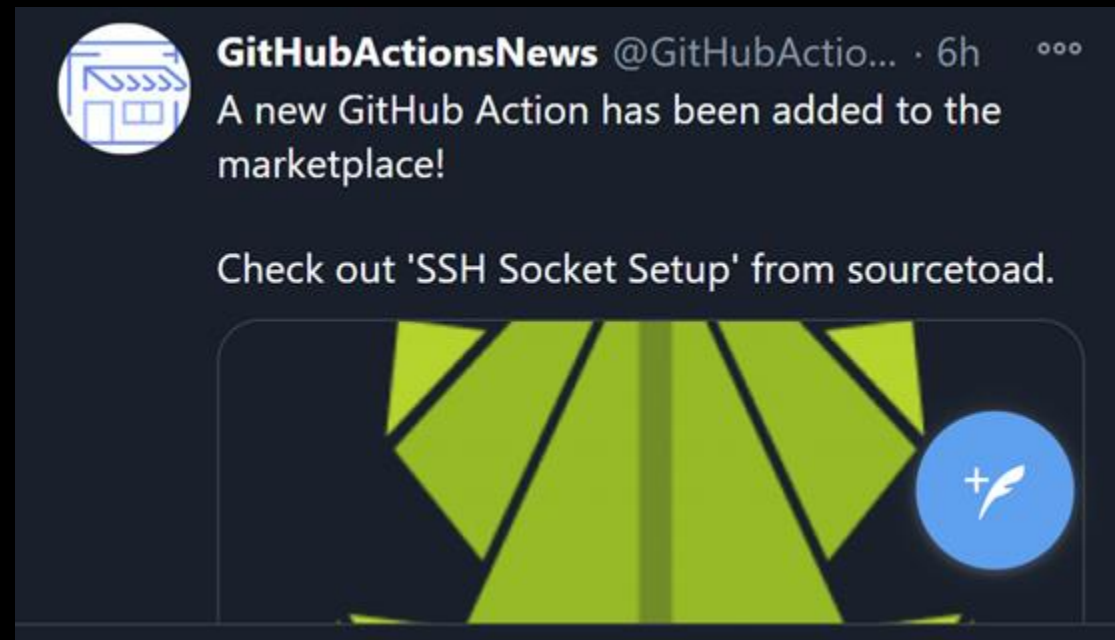 GitHubActionsNews @GitHubActio... · 6h
A new GitHub Action has been added to the
marketplace!
Check out 'SSH Socket Setup' from sourcetoad.